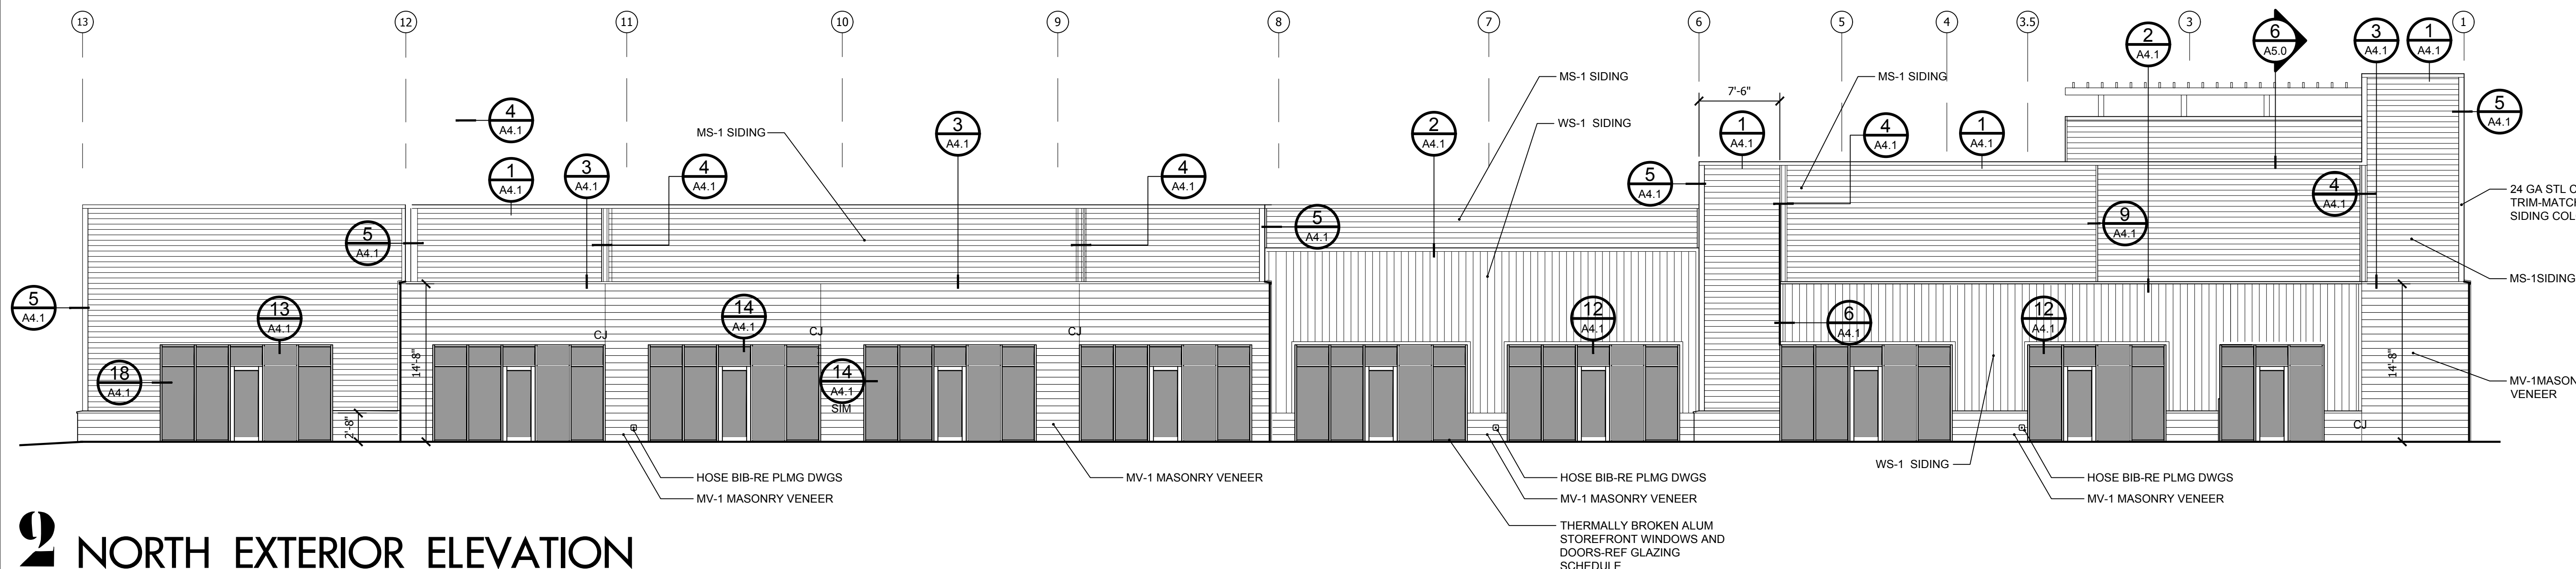 13
12
11
10
9
8
7
6
5
4
3.5
3
1
2
A4.1
6
A5.0
3
A4.1
1
A4.1
MS-1 SIDING
MS-1 SIDING
7'-6"
4
A4.1
MS-1 SIDING
3
A4.1
2
A4.1
WS-1 SIDING
1
A4.1
4
A4.1
1
A4.1
5
A4.1
1
A4.1
3
A4.1
4
A4.1
4
A4.1
5
A4.1
4
A4.1
24 GA STL C
TRIM-MATCH
SIDING COL
5
A4.1
5
A4.1
9
A4.1
MS-1SIDING
5
A4.1
13
A4.1
14
A4.1
12
A4.1
6
A4.1
12
A4.1
CJ
CJ
CJ
14'-8"
14'-8"
18
A4.1
14
A4.1
SIM
MV-1MASON
VENEER
2'-8"
CJ
HOSE BIB-RE PLMG DWGS
MV-1 MASONRY VENEER
MV-1 MASONRY VENEER
HOSE BIB-RE PLMG DWGS
MV-1 MASONRY VENEER
WS-1 SIDING
HOSE BIB-RE PLMG DWGS
MV-1 MASONRY VENEER
THERMALLY BROKEN ALUM
STOREFRONT WINDOWS AND
DOORS-REF GLAZING
SCHEDULE
2 NORTH EXTERIOR ELEVATION